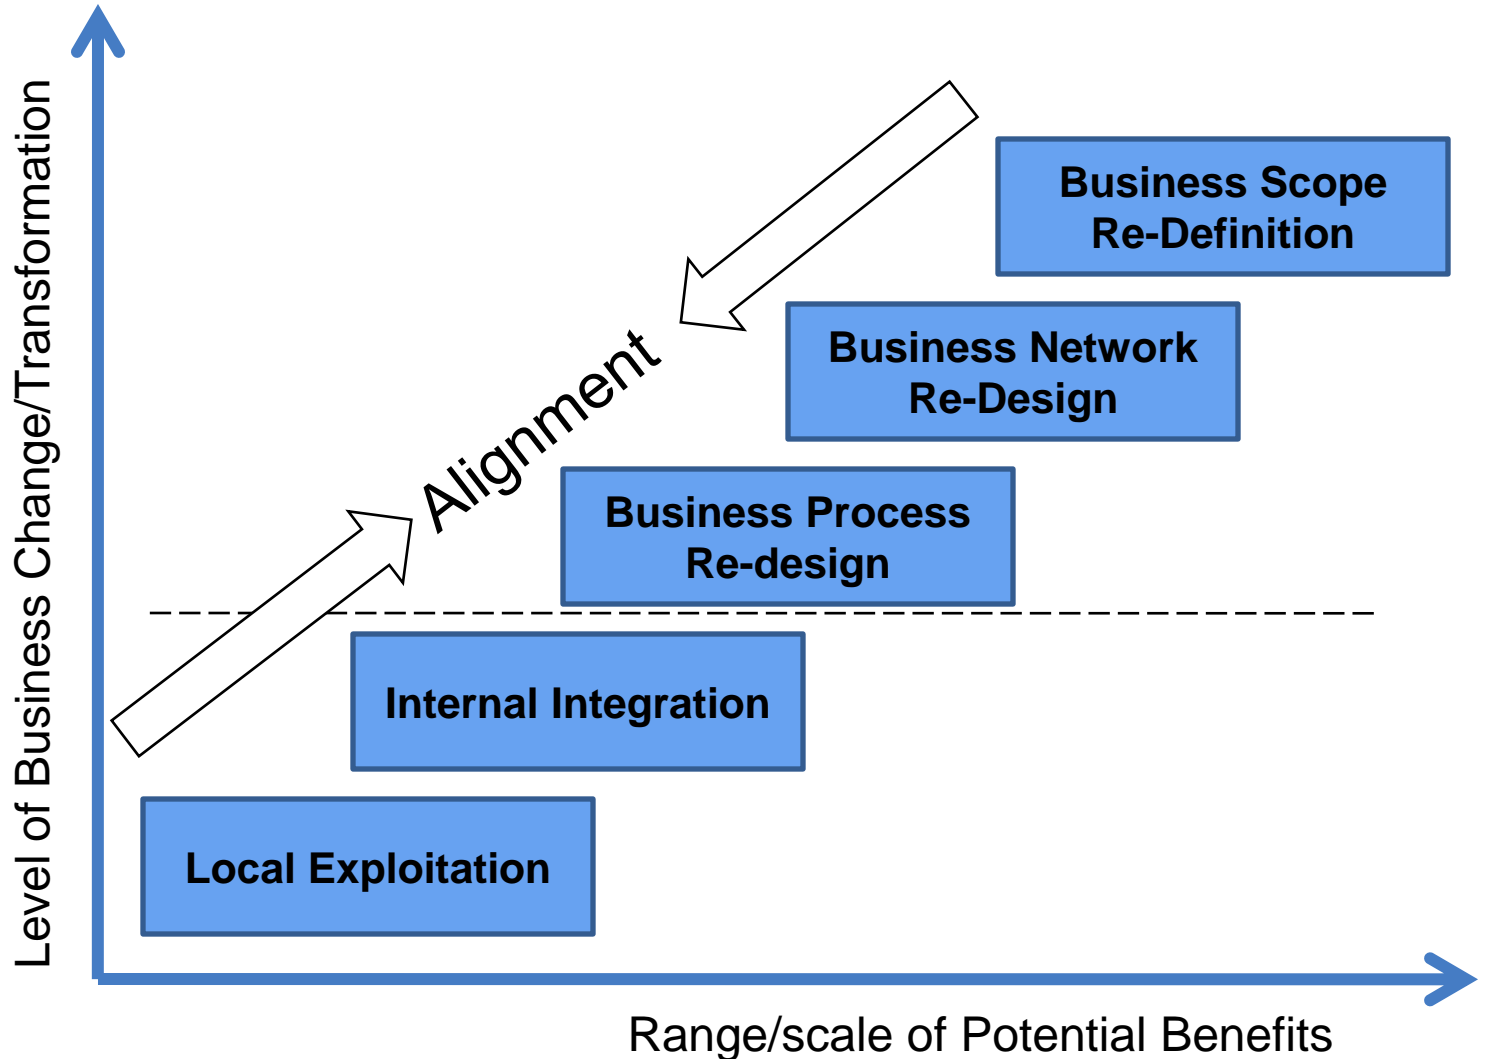 Level of Business Change/Transformation
Business Scope
Re-Definition
Business Network
Re-Design
Alignment
Business Process
Re-design
Internal Integration
Local Exploitation
Range/scale of Potential Benefits